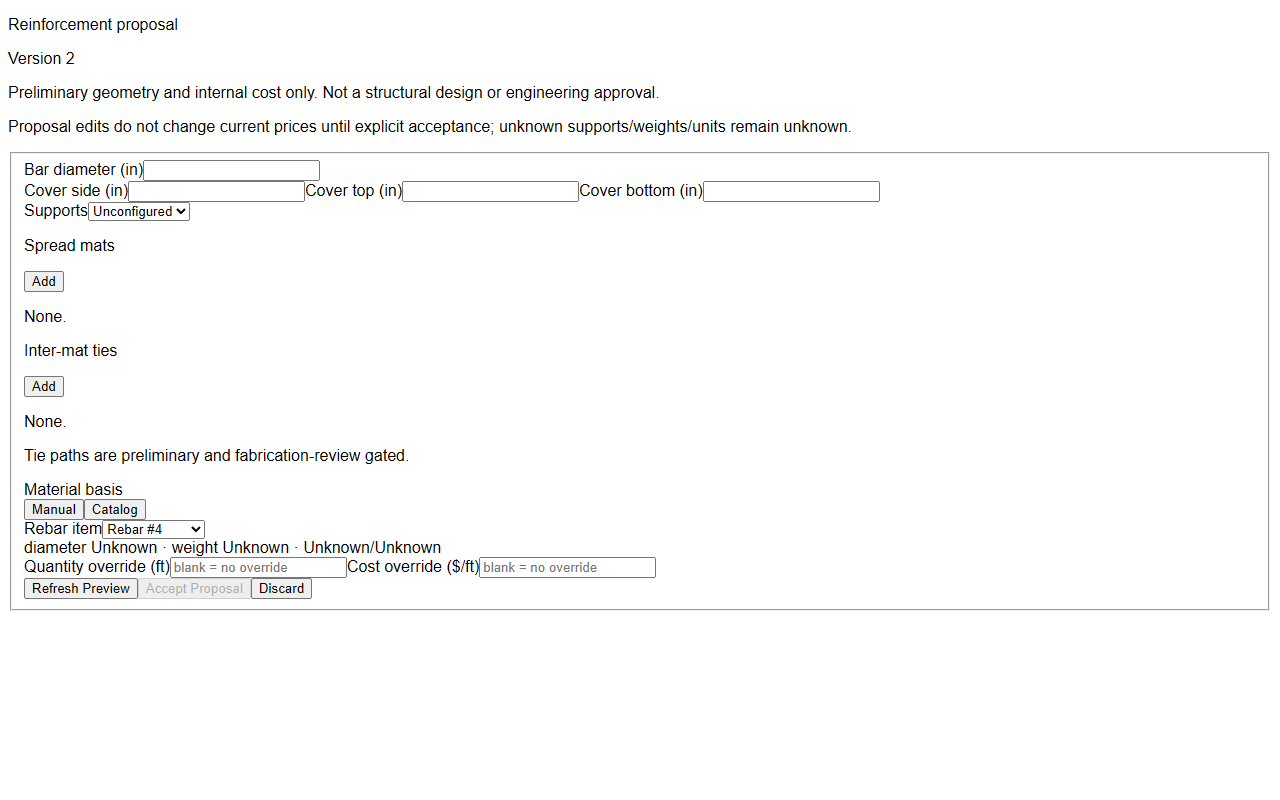 Reinforcement proposal
Version 2
Preliminary geometry and internal cost only. Not a structural design or engineering approval.
Proposal edits do not change current prices until explicit acceptance; unknown supports/weights/units remain unknown.
Bar diameter (in)
Cover side (in) Cover top (in) Cover bottom (in)
Supports Unconfigured
Spread mats
Add
None.
Inter-mat ties
Add
None.
Tie paths are preliminary and fabrication-review gated.
Material basis
Manual Catalog
Rebar item Rebar #4
diameter Unknown · weight Unknown · Unknown/Unknown
Quantity override (ft) blank = no override Cost override ($/ft) blank = no override
Refresh Preview Accept Proposal Discard